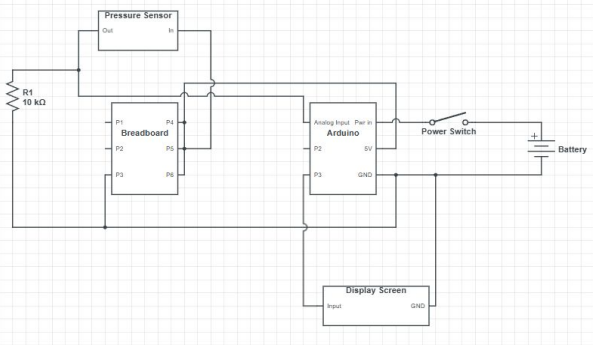 Pressure Sensor
Out In
R1
10 kΩ
P1 P4
Breadboard
P2 P5
P3 P6
Analog Input Pwr in
Arduino
P2 5V
P3 GND
Power Switch
+
Battery
Display Screen
Input GND